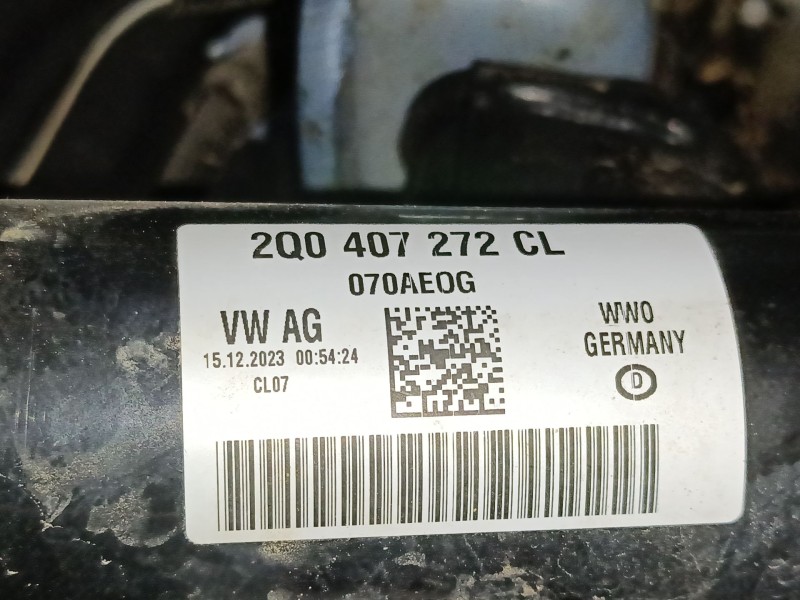 2Q0 407 272 CL
070AEOG
VW AG
15.12.2023 00:54:24
CL07
WWO
GERMANY
D